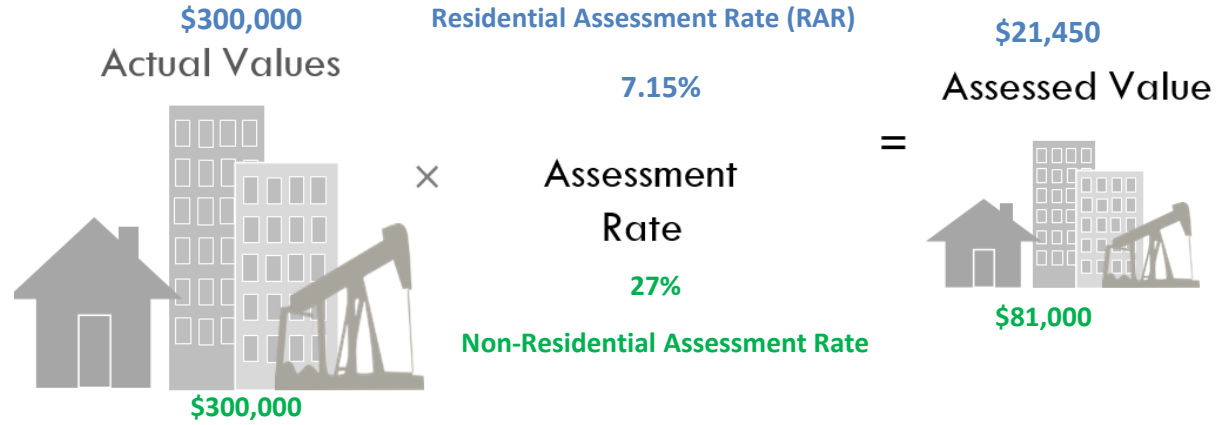 $300,000
Actual Values
×
Residential Assessment Rate (RAR)
7.15%
Assessment
Rate
27%
Non-Residential Assessment Rate
=
$21,450
Assessed Value
$81,000
$300,000